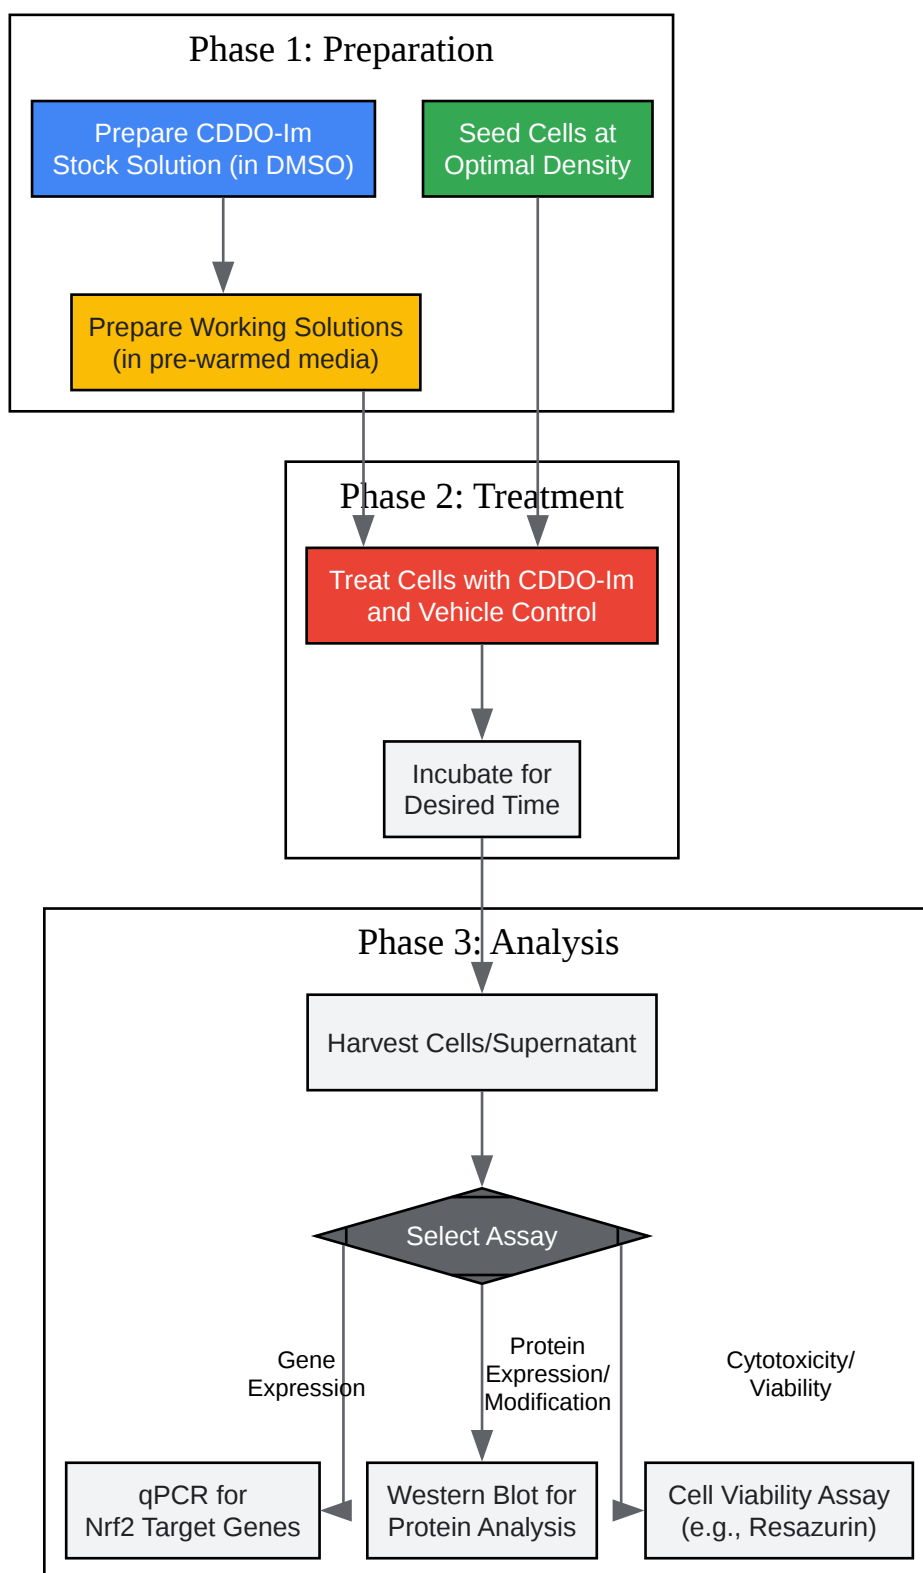 Phase 1: Preparation
Prepare CDDO-Im
Stock Solution (in DMSO)
Seed Cells at
Optimal Density
Prepare Working Solutions
(in pre-warmed media)
Phase 2: Treatment
Treat Cells with CDDO-Im
and Vehicle Control
Incubate for
Desired Time
Phase 3: Analysis
Harvest Cells/Supernatant
Select Assay
Gene
Expression
Protein
Expression/
Modification
Cytotoxicity/
Viability
qPCR for
Nrf2 Target Genes
Western Blot for
Protein Analysis
Cell Viability Assay
(e.g., Resazurin)